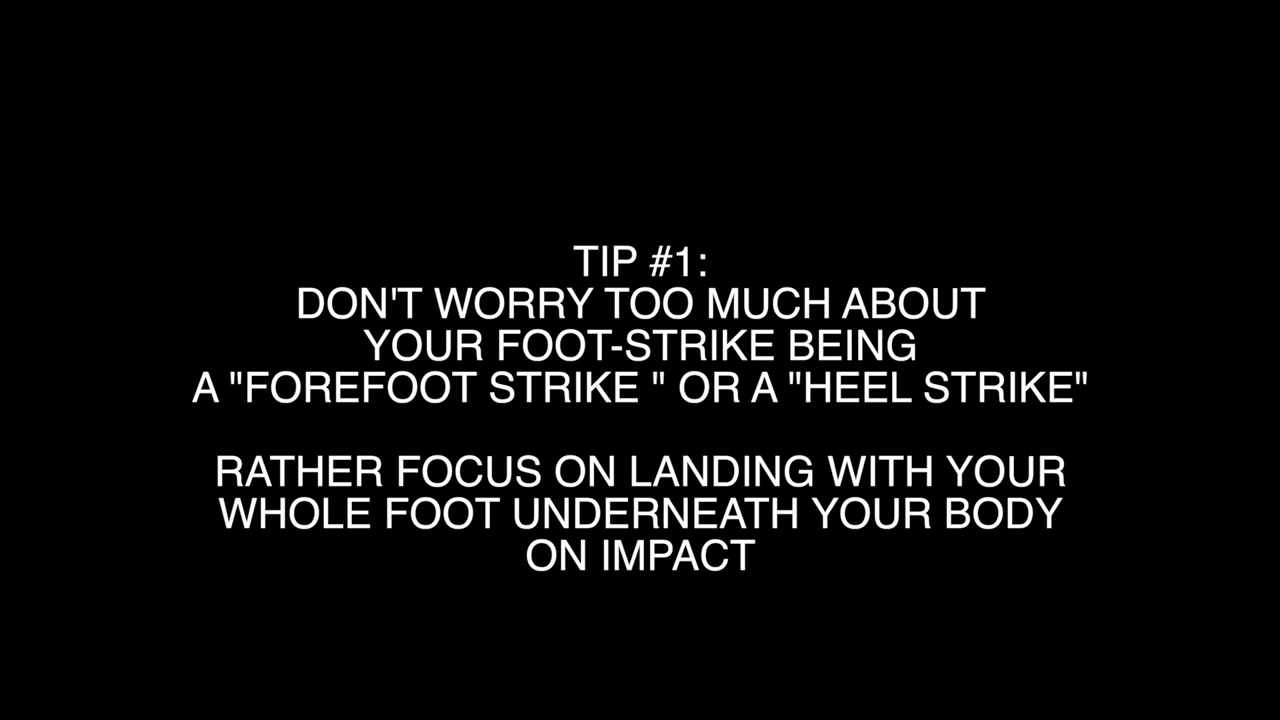 TIP #1:
DON'T WORRY TOO MUCH ABOUT
YOUR FOOT-STRIKE BEING
A "FOREFOOT STRIKE " OR A "HEEL STRIKE"
RATHER FOCUS ON LANDING WITH YOUR
WHOLE FOOT UNDERNEATH YOUR BODY
ON IMPACT